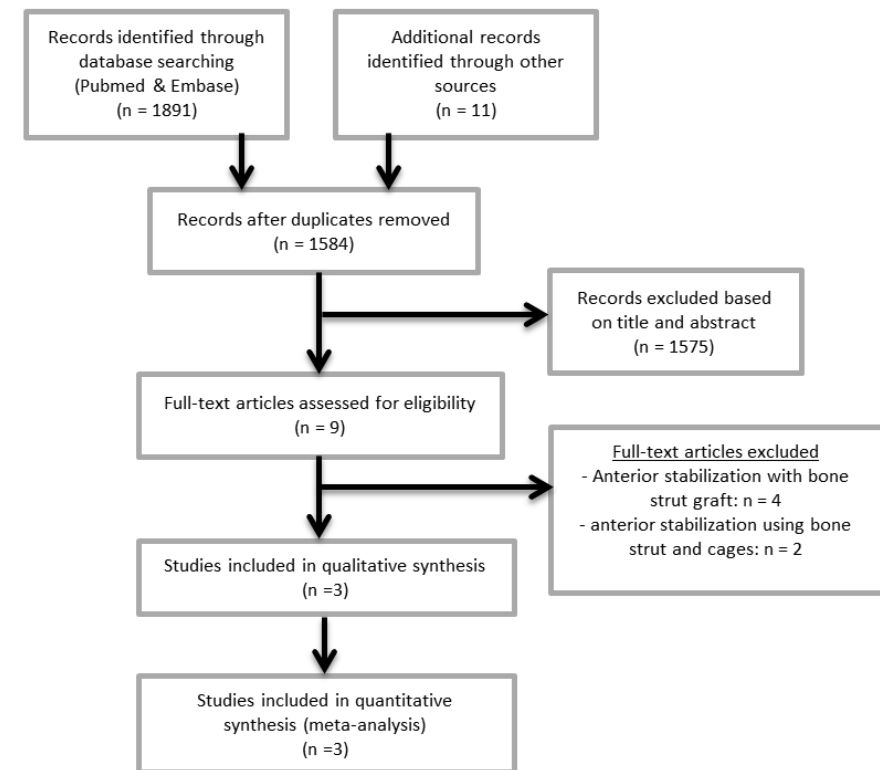 Records identified through
database searching
(Pubmed & Embase)
(n = 1891)
Additional records
identified through other
sources
(n = 11)
Records after duplicates removed
(n = 1584)
Records excluded based
on title and abstract
(n = 1575)
Full-text articles assessed for eligibility
(n = 9)
Full-text articles excluded
- Anterior stabilization with bone
strut graft: n = 4
- anterior stabilization using bone
strut and cages: n = 2
Studies included in qualitative synthesis
(n =3)
Studies included in quantitative
synthesis (meta-analysis)
(n =3)